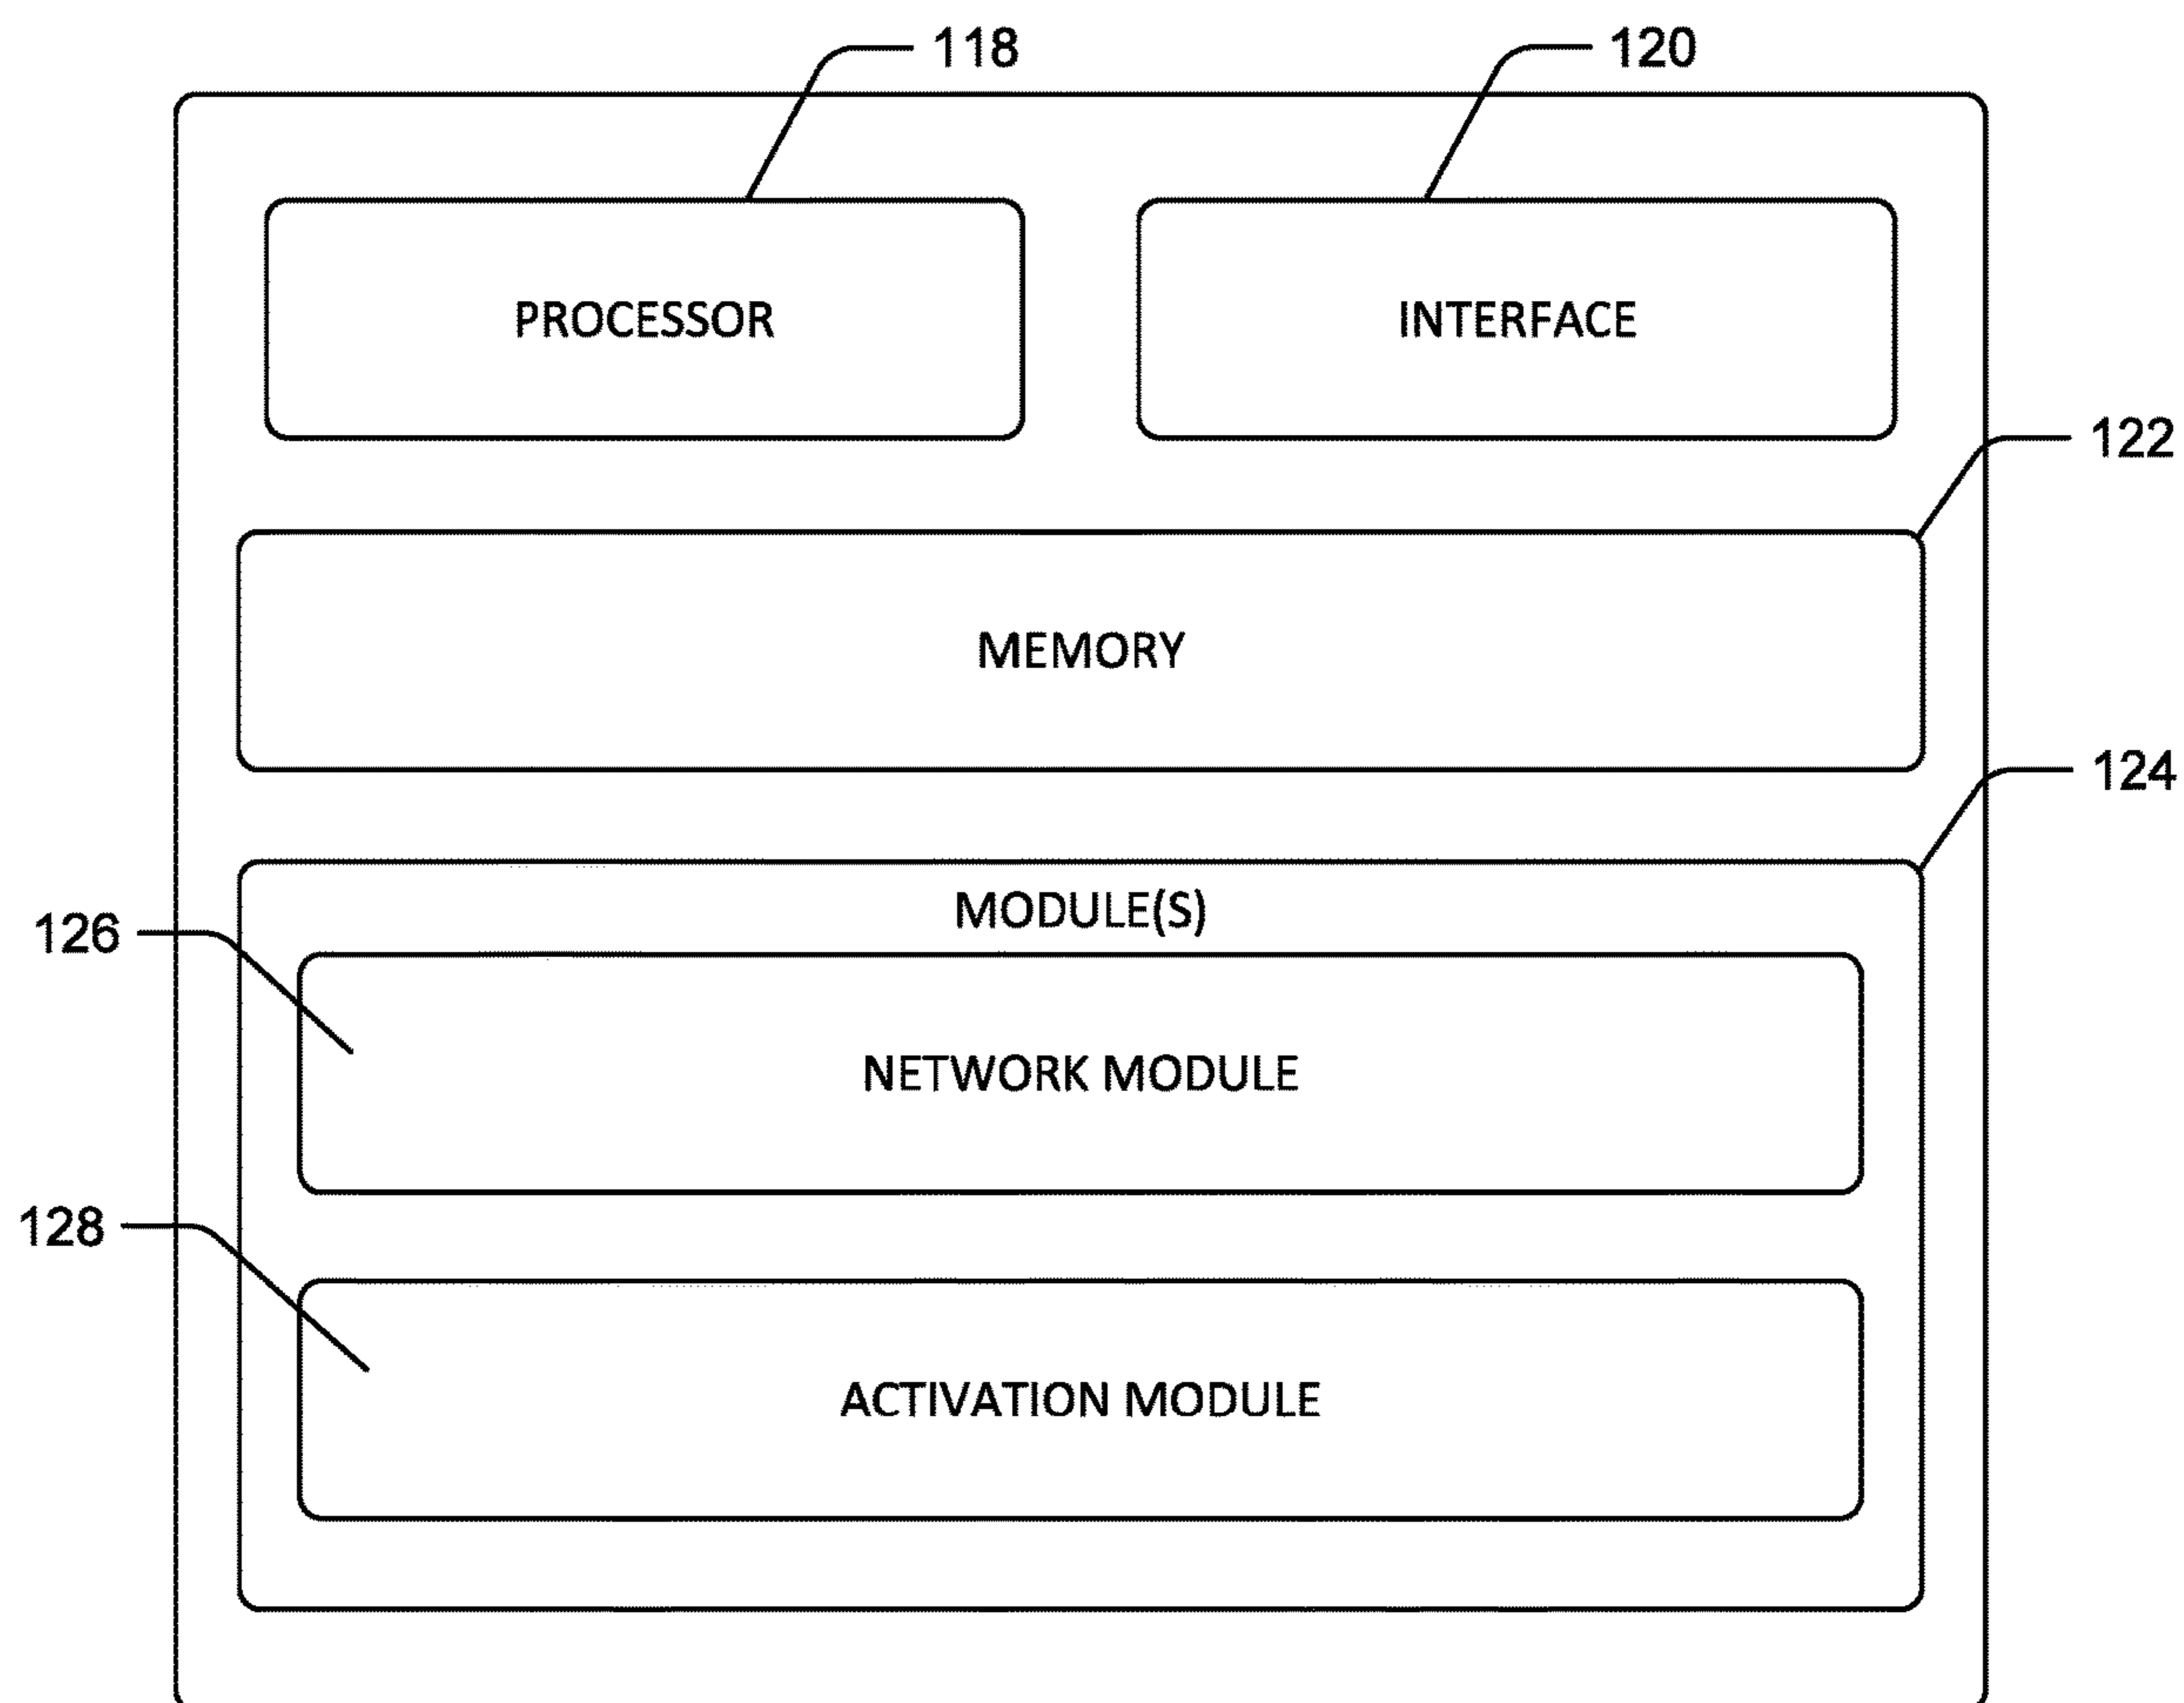 118
120
PROCESSOR
INTERFACE
122
MEMORY
124
MODULE(S)
126
NETWORK MODULE
128
ACTIVATION MODULE